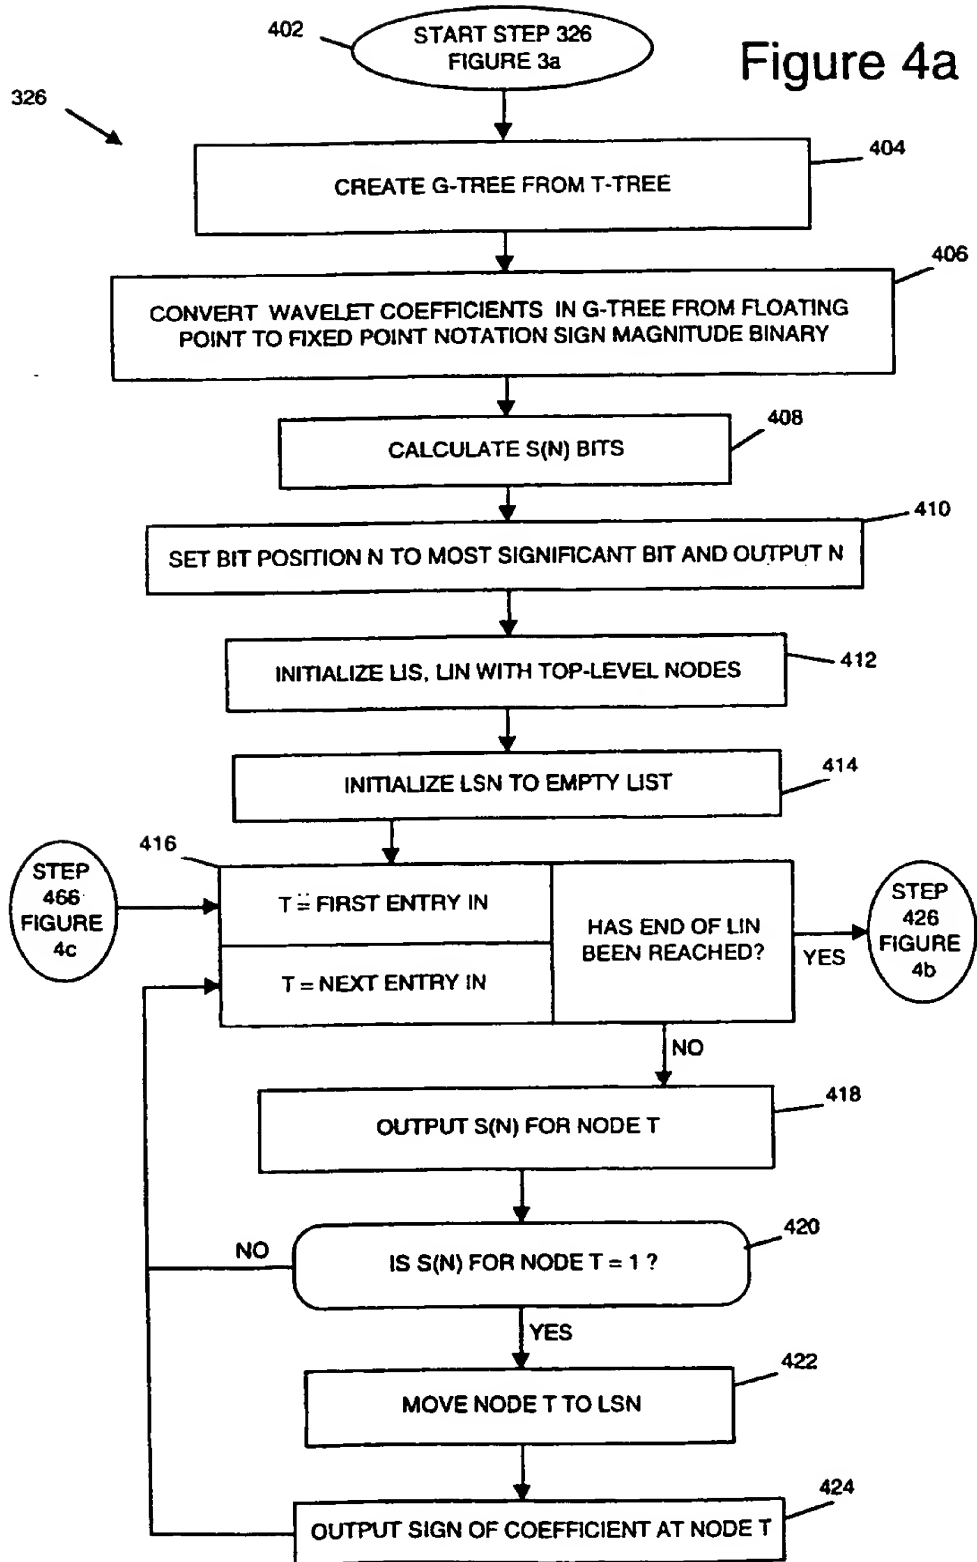 402
START STEP 326
FIGURE 3a
Figure 4a
326
404
CREATE G-TREE FROM T-TREE
406
CONVERT WAVELET COEFFICIENTS IN G-TREE FROM FLOATING
POINT TO FIXED POINT NOTATION SIGN MAGNITUDE BINARY
408
CALCULATE S(N) BITS
410
SET BIT POSITION N TO MOST SIGNIFICANT BIT AND OUTPUT N
412
INITIALIZE LIS, LIN WITH TOP-LEVEL NODES
414
INITIALIZE LSN TO EMPTY LIST
416
STEP
466
FIGURE
4c
T = FIRST ENTRY IN
T = NEXT ENTRY IN
HAS END OF LIN
BEEN REACHED?
YES
STEP
426
FIGURE
4b
NO
418
OUTPUT S(N) FOR NODE T
420
NO
IS S(N) FOR NODE T = 1 ?
YES
422
MOVE NODE T TO LSN
424
OUTPUT SIGN OF COEFFICIENT AT NODE T